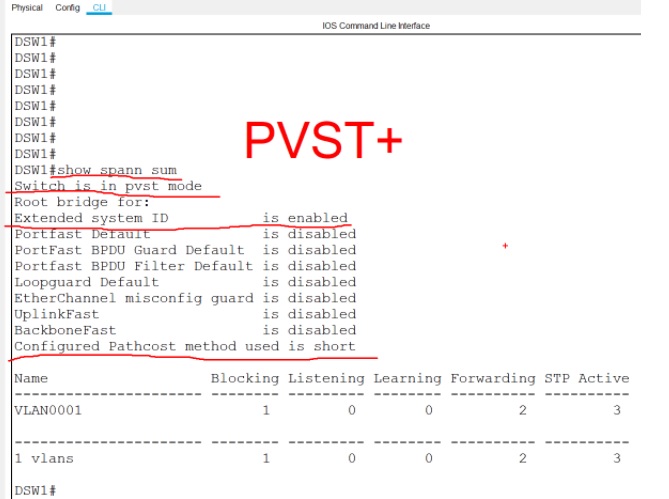 Physical Config CLI
IOS Command Line Interface
DSW1#
DSW1#
DSW1#
DSW1#
DSW1#
DSW1#
DSW1#
DSW1#
PVST+
DSW1#show spann sum
Switch is in pvst mode
Root bridge for:
Extended system ID is enabled
Portfast Default is disabled
PortFast BPDU Guard Default is disabled
Portfast BPDU Filter Default is disabled
Loopguard Default is disabled
EtherChannel misconfig guard is disabled
UplinkFast is disabled
BackboneFast is disabled
Configured Pathcost method used is short
Name Blocking Listening Learning Forwarding STP Active
---------------------- -------- --------- -------- ---------- ----------
VLAN0001 1 0 0 2 3
---------------------- -------- --------- -------- ---------- ----------
1 vlans 1 0 0 2 3
DSW1#